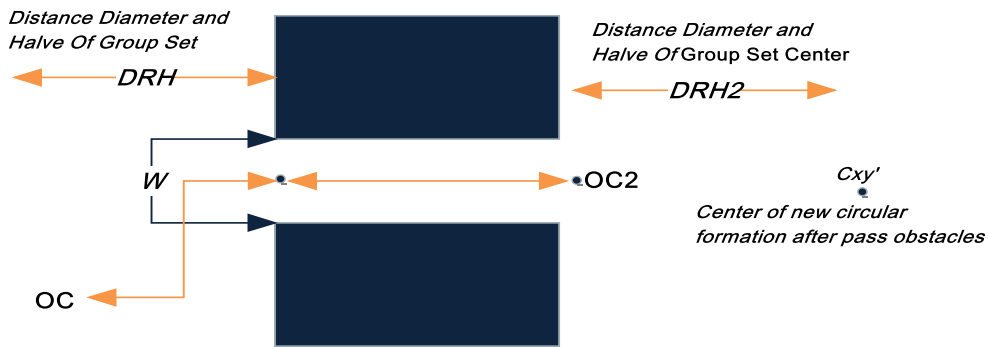 Distance Diameter and
Halve Of Group Set
DRH
Distance Diameter and
Halve Of Group Set Center
DRH2
W
OC2
Cxy'
Center of new circular
formation after pass obstacles
OC